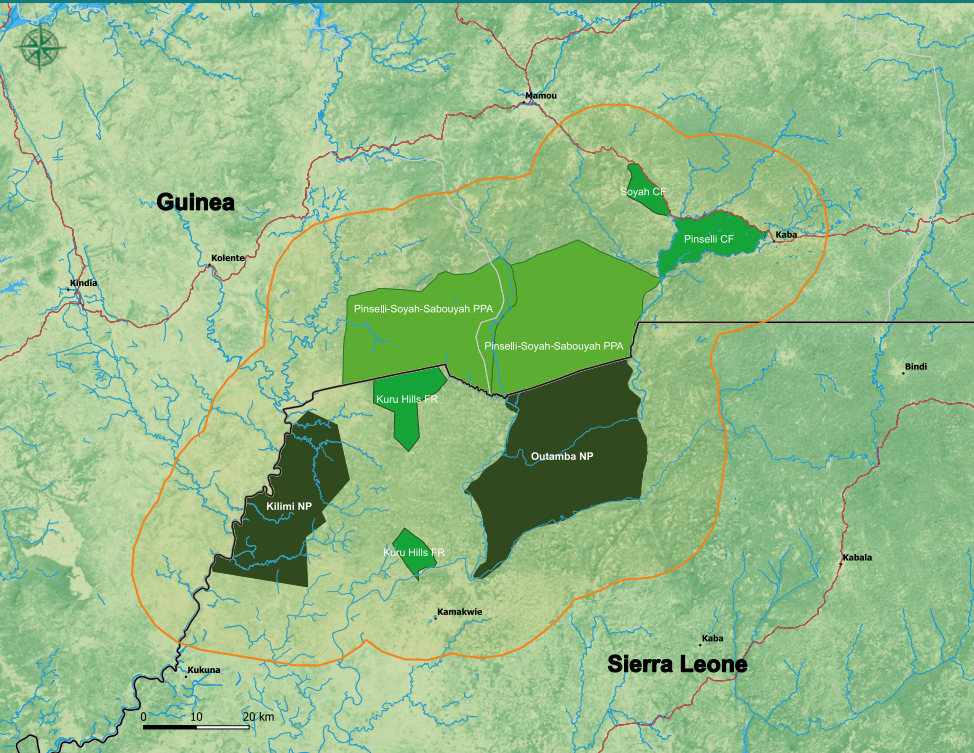 Mamou
Soyah CF
Guinea
Kaba
Pinselli CF
Kolente
Kindia
Pinselli-Soyah-Sabouyah PPA
Pinselli-Soyah-Sabouyah PPA
Bindi
Kuru Hills FR
Outamba NP
Kilimi NP
Kuru Hills FR
Kabala
Kamakwie
Kaba
Sierra Leone
Kukuna
0 10 20 km